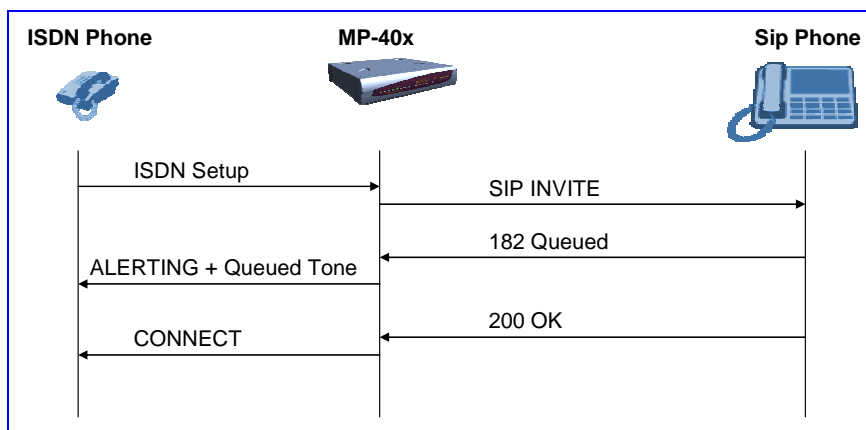 ISDN Phone
MP-40x
Sip Phone
ISDN Setup
SIP INVITE
182 Queued
ALERTING + Queued Tone
200 OK
CONNECT